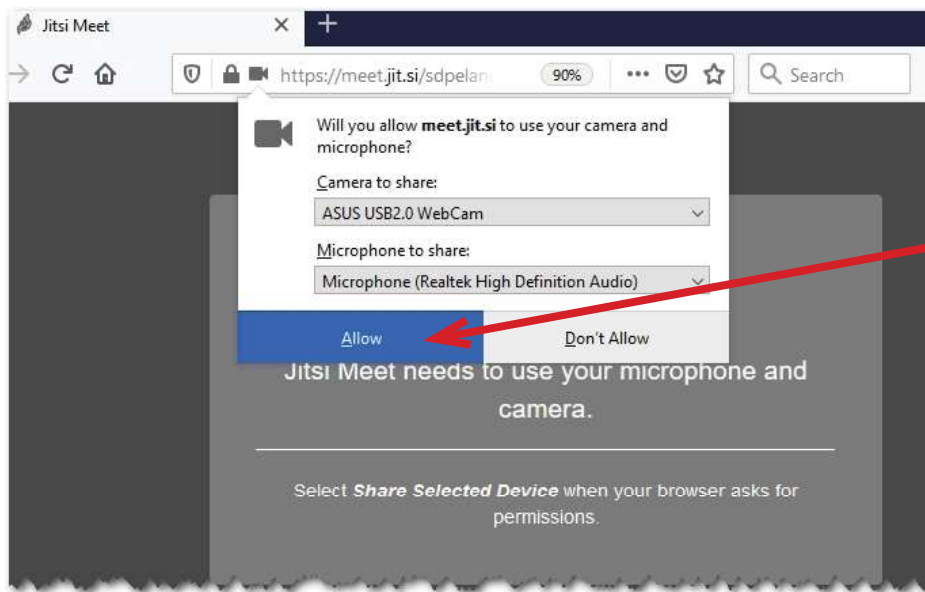 Jitsi Meet
https://meet.jit.si/sdpelan
90%
Search
Will you allow meet.jit.si to use your camera and
microphone?
Camera to share:
ASUS USB2.0 WebCam
Microphone to share:
Microphone (Realtek High Definition Audio)
Allow
Don't Allow
Jitsi Meet needs to use your microphone and
camera.
Select Share Selected Device when your browser asks for
permissions.